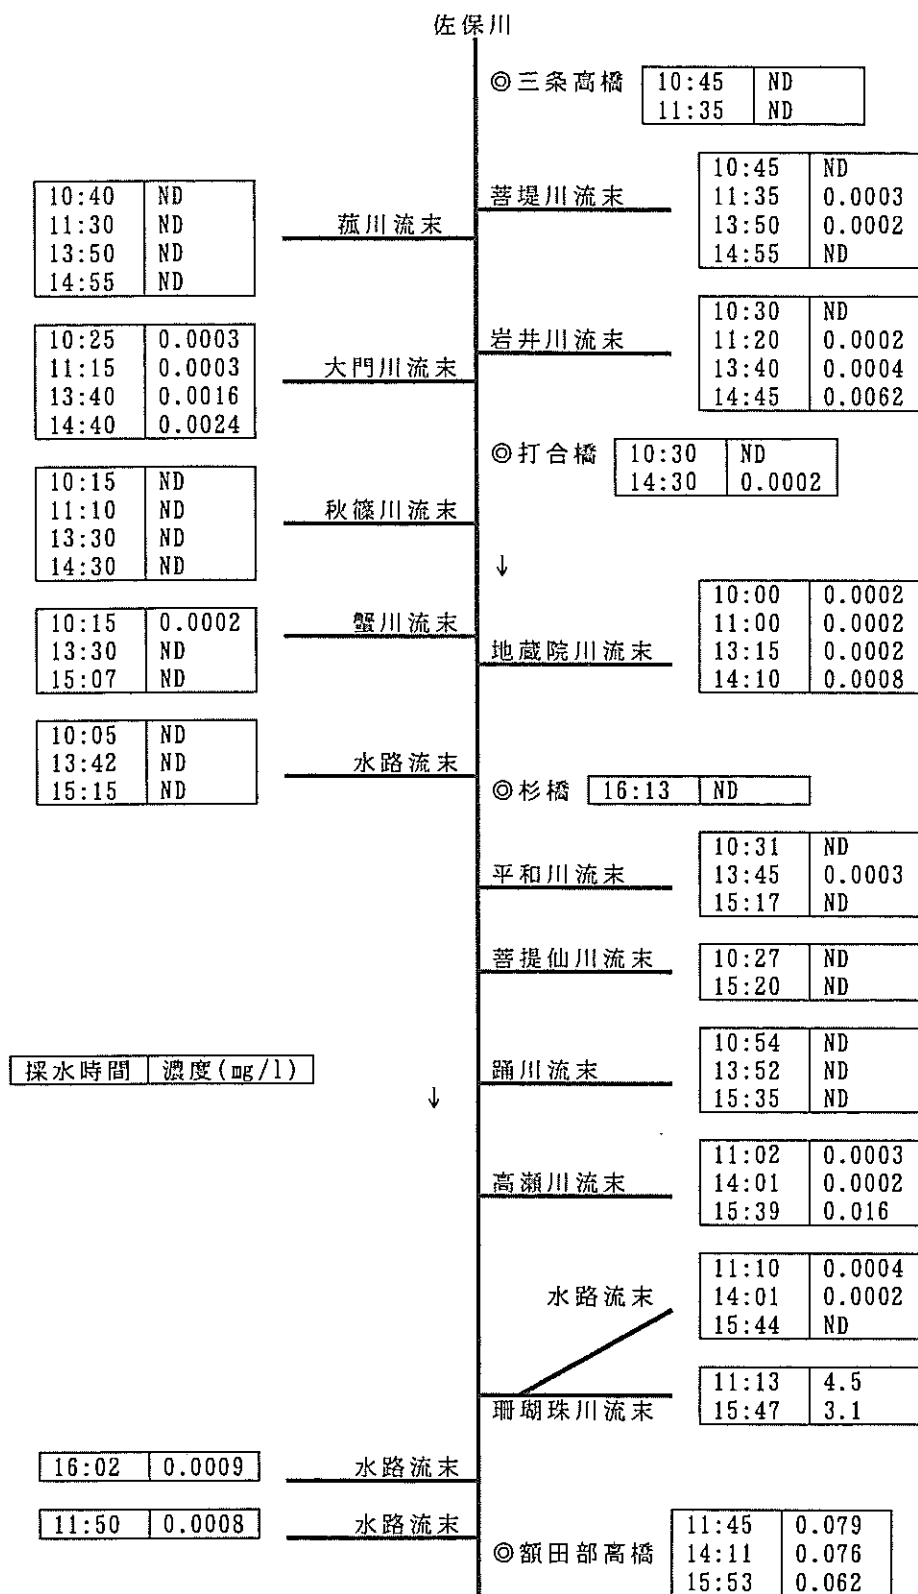 佐保川
◎三条高橋
10:45 ND
11:35 ND
10:45 ND
11:35 0.0003
13:50 0.0002
14:55 ND
菩堤川流末
10:40 ND
11:30 ND
13:50 ND
14:55 ND
菰川流末
10:30 ND
11:20 0.0002
13:40 0.0004
14:45 0.0062
岩井川流末
10:25 0.0003
11:15 0.0003
13:40 0.0016
14:40 0.0024
大門川流末
◎打合橋
10:30 ND
14:30 0.0002
10:15 ND
11:10 ND
13:30 ND
14:30 ND
秋篠川流末
↓
10:15 0.0002
13:30 ND
15:07 ND
蟹川流末
地蔵院川流末
10:00 0.0002
11:00 0.0002
13:15 0.0002
14:10 0.0008
10:05 ND
13:42 ND
15:15 ND
水路流末
◎杉橋
16:13 ND
平和川流末
10:31 ND
13:45 0.0003
15:17 ND
菩提仙川流末
10:27 ND
15:20 ND
採水時間 濃度(mg/l)
↓
踊川流末
10:54 ND
13:52 ND
15:35 ND
高瀬川流末
11:02 0.0003
14:01 0.0002
15:39 0.016
水路流末
11:10 0.0004
14:01 0.0002
15:44 ND
珊瑚珠川流末
11:13 4.5
15:47 3.1
16:02 0.0009
水路流末
11:50 0.0008
水路流末
◎額田部高橋
11:45 0.079
14:11 0.076
15:53 0.062